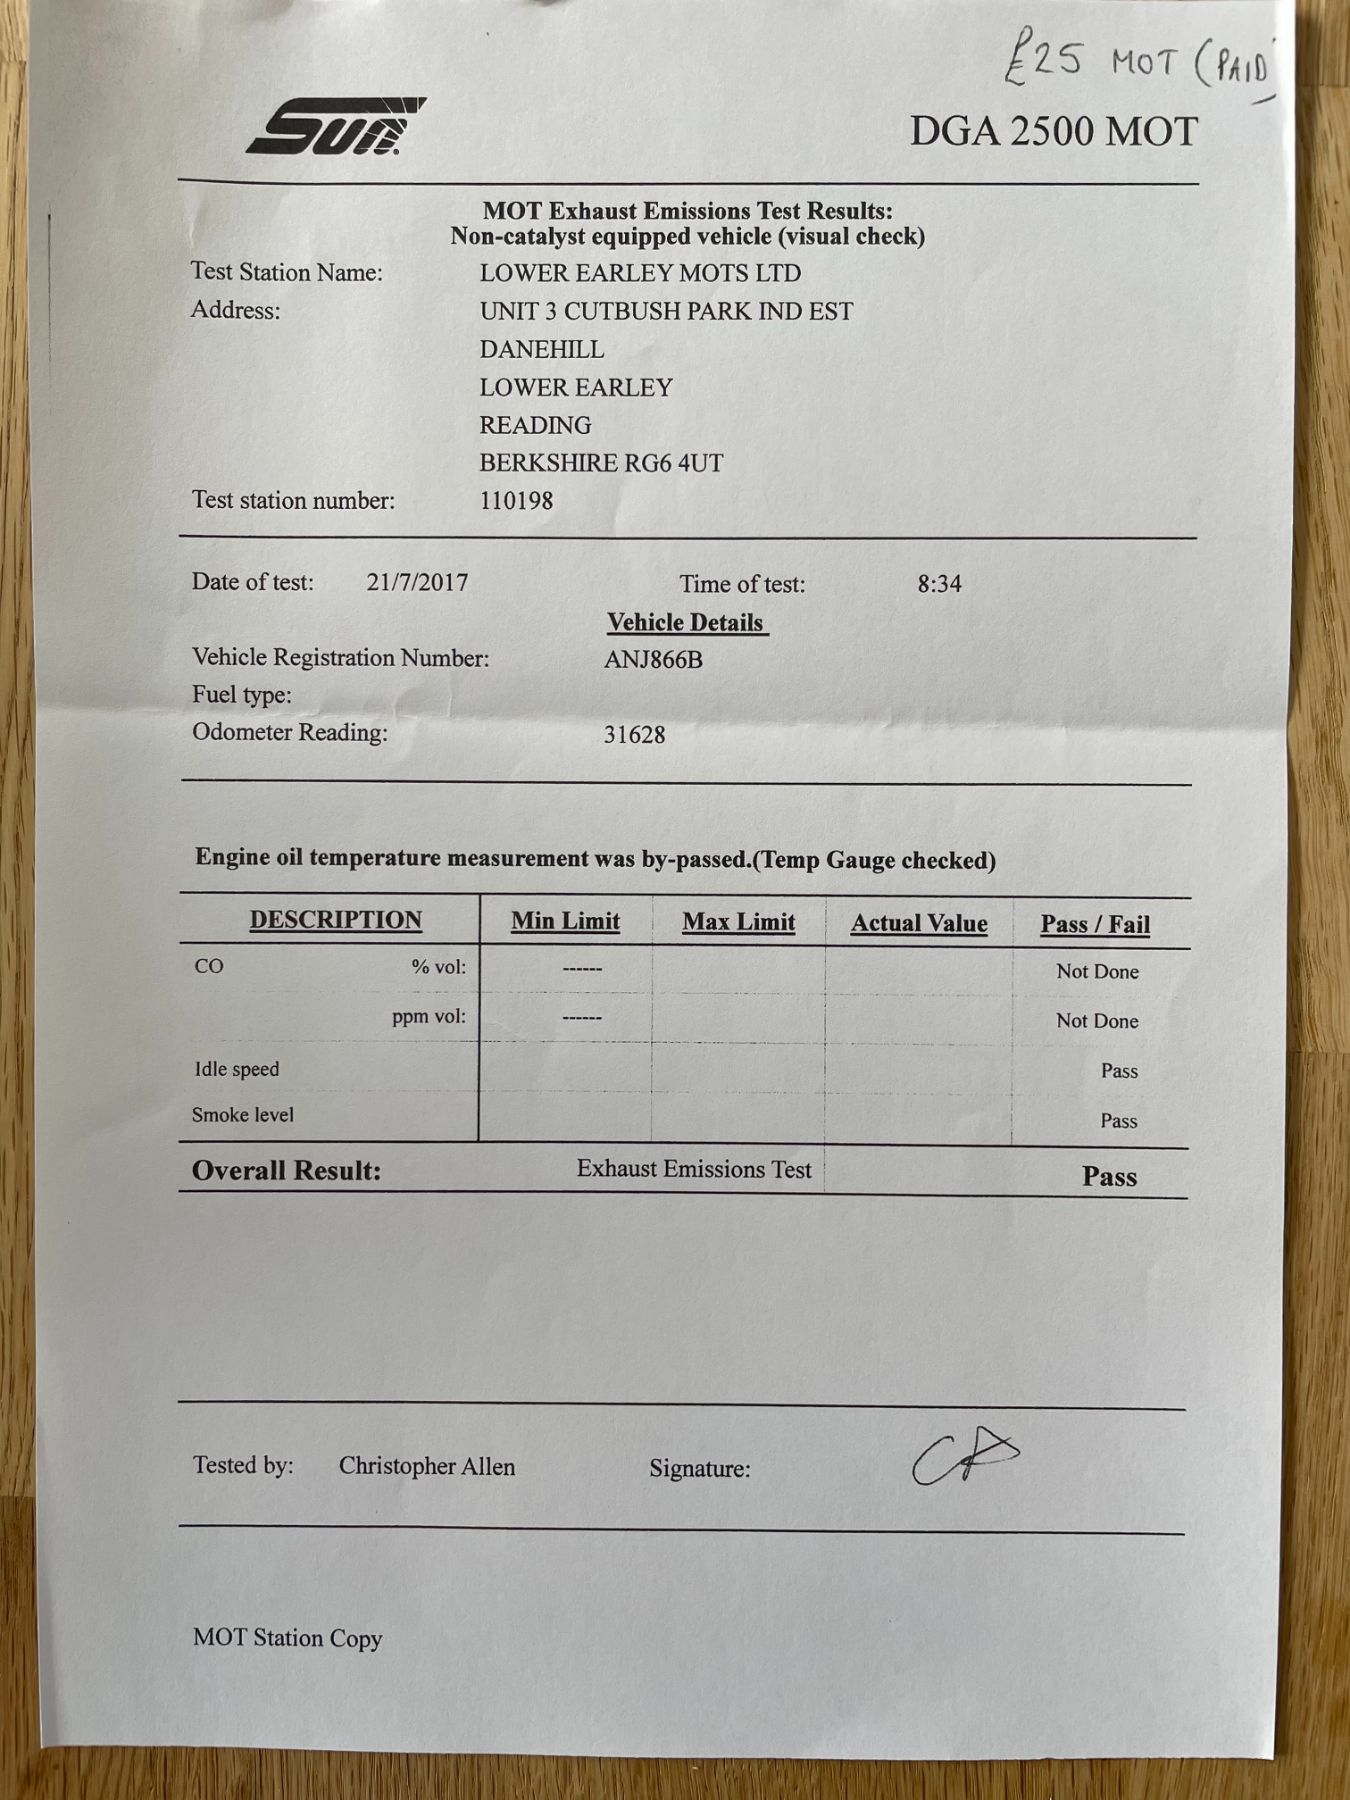 £25 MOT (PAID)
Sun
DGA 2500 MOT
MOT Exhaust Emissions Test Results:
Non-catalyst equipped vehicle (visual check)
Test Station Name: LOWER EARLEY MOTS LTD
Address: UNIT 3 CUTBUSH PARK IND EST
DANEHILL
LOWER EARLEY
READING
BERKSHIRE RG6 4UT
Test station number: 110198
Date of test: 21/7/2017 Time of test: 8:34
Vehicle Details
Vehicle Registration Number: ANJ866B
Fuel type:
Odometer Reading: 31628
Engine oil temperature measurement was by-passed.(Temp Gauge checked)
DESCRIPTION Min Limit Max Limit Actual Value Pass / Fail
CO % vol: ------ Not Done
ppm vol: ------ Not Done
Idle speed Pass
Smoke level Pass
Overall Result: Exhaust Emissions Test Pass
Tested by: Christopher Allen Signature: CA
MOT Station Copy